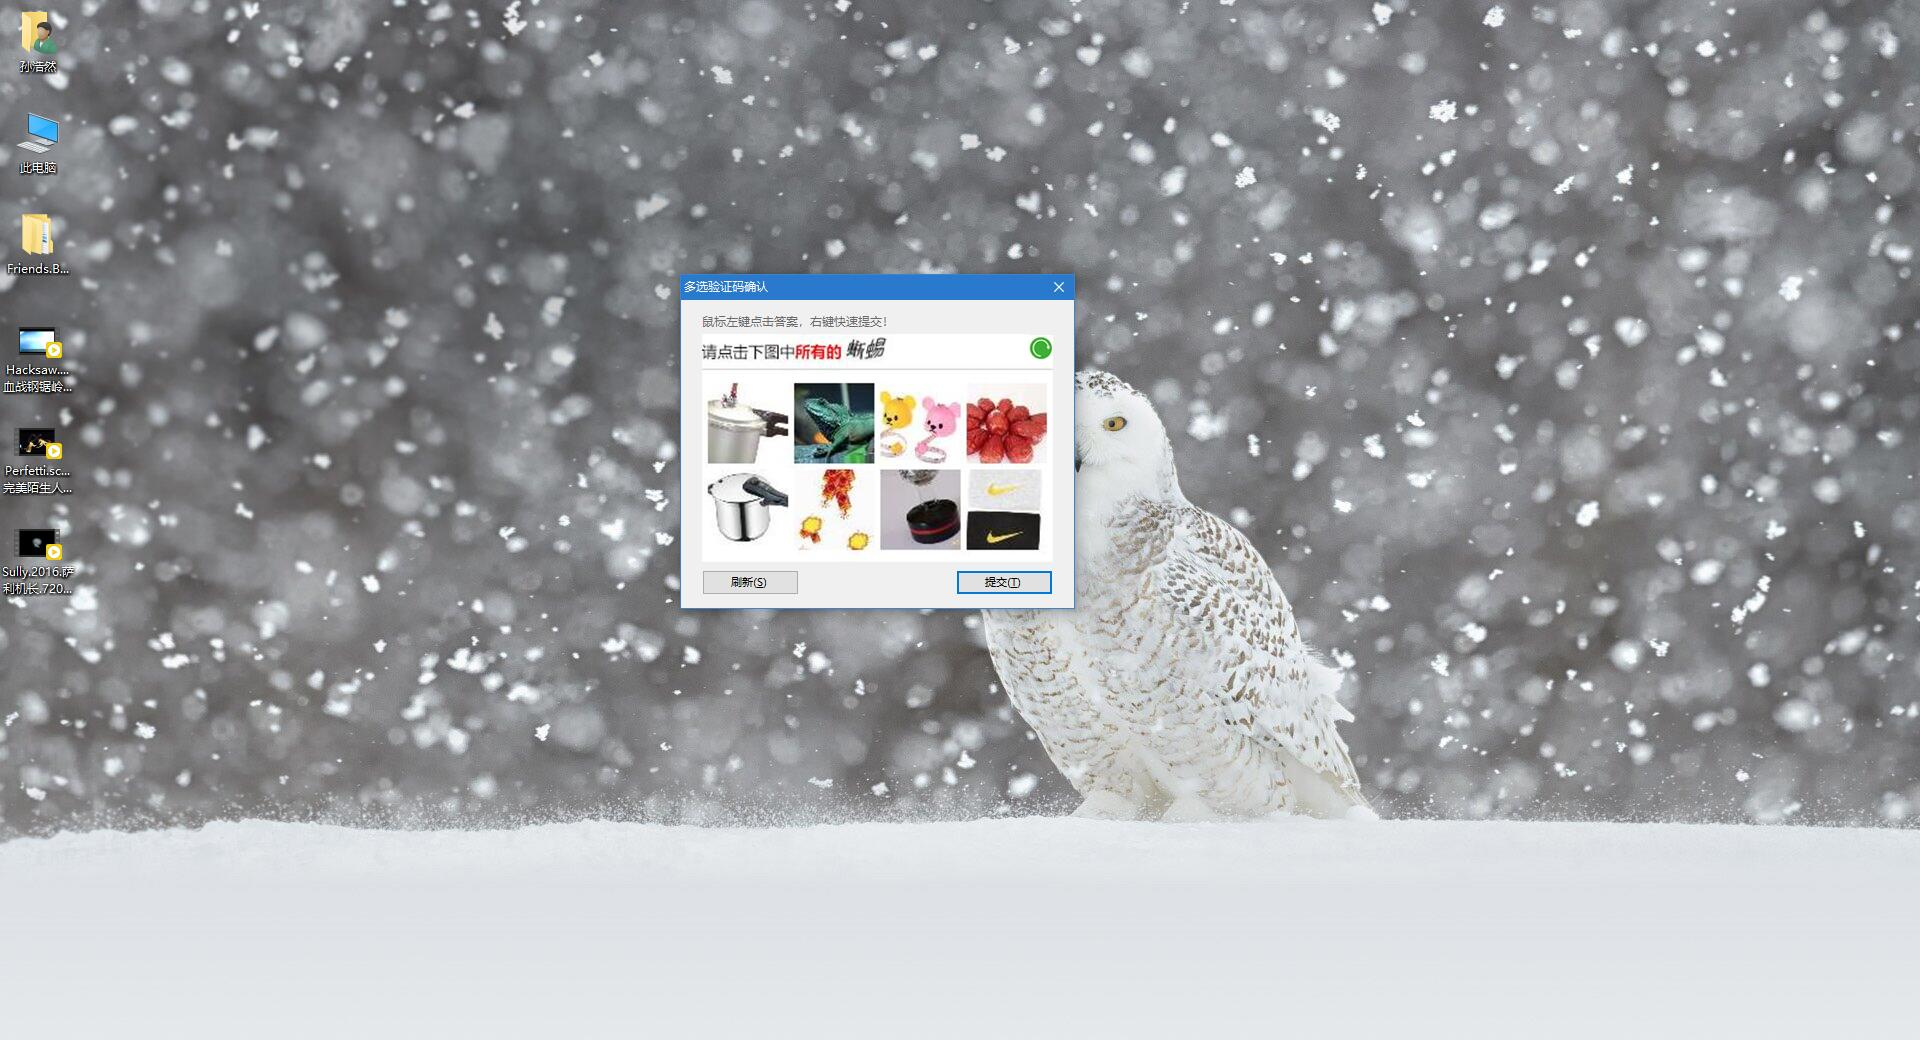 孙浩然
此电脑
Friends.B...
Hacksaw....
血战钢锯岭...
Perfetti.sc...
完美陌生人...
Sully.2016.萨
利机长.720...
多选验证码确认
鼠标左键点击答案，右键快速提交！
请点击下图中所有的 蜥蜴
刷新(S)
提交(T)